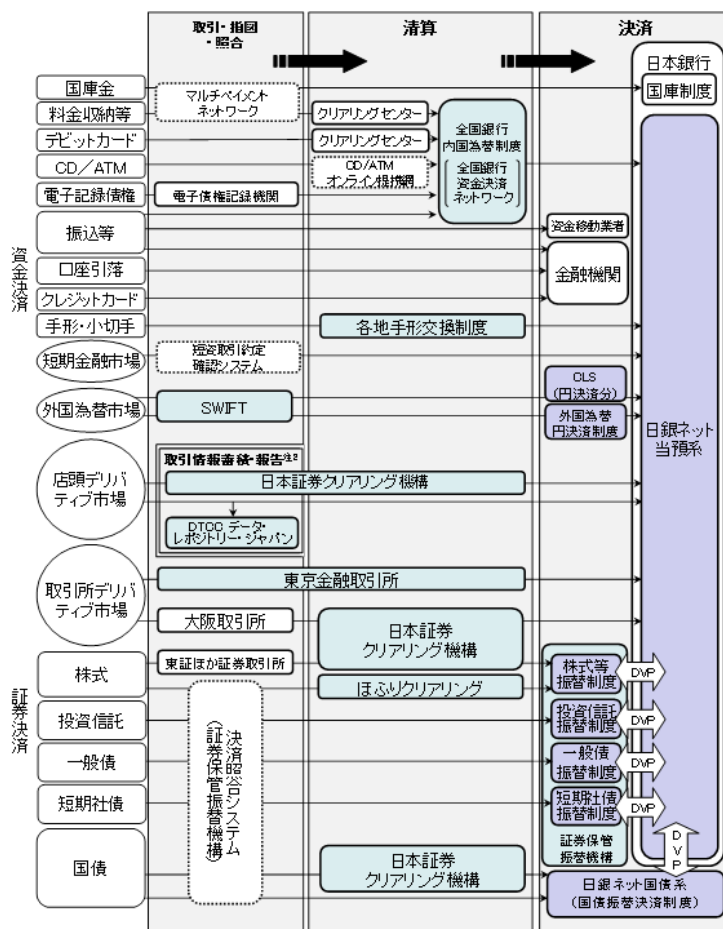 取引・指図
・照合
清算
決済
日本銀行
国庫金
マルチペイメント
ネットワーク
国庫制度
料金収納等
クリアリングセンター
デビットカード
クリアリングセンター
全国銀行
内国為替制度
全国銀行
資金決済
ネットワーク
CD/ATM
CD/ATM
オンライン提携網
電子記録債権
電子債権記録機関
振込等
資金移動業者
口座引落
金融機関
クレジットカード
資金決済
手形・小切手
各地手形交換制度
短期金融市場
短資取引約定
確認システム
外国為替市場
SWIFT
CLS
(円決済分)
外国為替
円決済制度
日銀ネット
当預系
店頭デリバ
ティブ市場
取引情報蓄積・報告注2
日本証券クリアリング機構
DTCC データ・
レポジトリー・ジャパン
取引所デリバ
ティブ市場
東京金融取引所
大阪取引所
日本証券
クリアリング機構
証券決済
株式
東証ほか証券取引所
ほふりクリアリング
株式等
振替制度
DVP
決済照合システム
(証券保管振替機構)
投資信託
投資信託
振替制度
DVP
一般債
一般債
振替制度
DVP
短期社債
短期社債
振替制度
DVP
証券保管
振替機構
DVP
国債
日本証券
クリアリング機構
日銀ネット国債系
(国債振替決済制度)